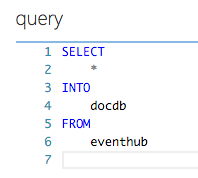 query
1 SELECT
2     *
3 INTO
4     docdb
5 FROM
6     eventhub
7